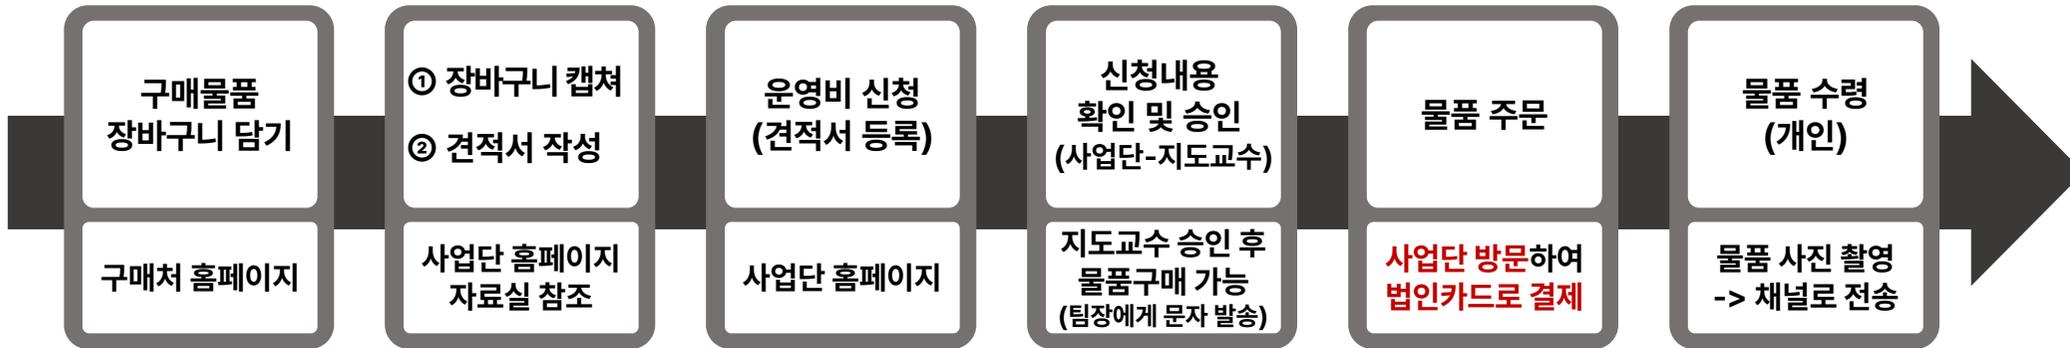 구매물품
장바구니 담기
구매처 홈페이지
① 장바구니 캡쳐
② 견적서 작성
사업단 홈페이지
자료실 참조
운영비 신청
(견적서 등록)
사업단 홈페이지
신청내용
확인 및 승인
(사업단-지도교수)
지도교수 승인 후
물품구매 가능
(팀장에게 문자 발송)
물품 주문
사업단 방문하여
법인카드로 결제
물품 수령
(개인)
물품 사진 촬영
-> 채널로 전송